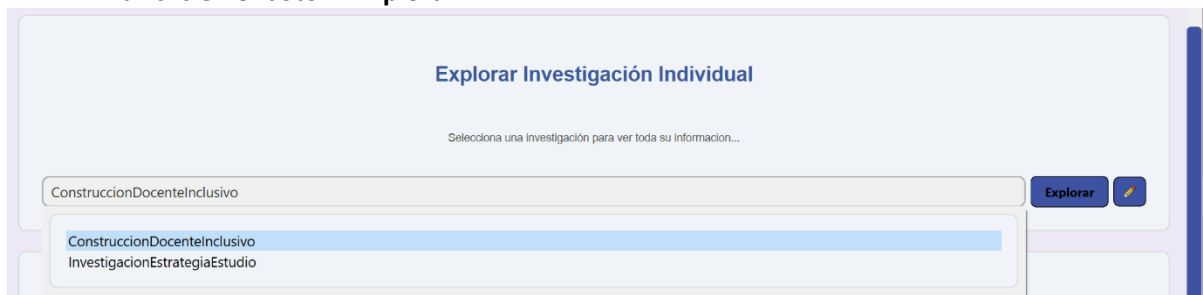 Explorar Investigación Individual
Selecciona una investigación para ver toda su informacion...
ConstruccionDocenteInclusivo
Explorar
ConstruccionDocenteInclusivo
InvestigacionEstrategiaEstudio